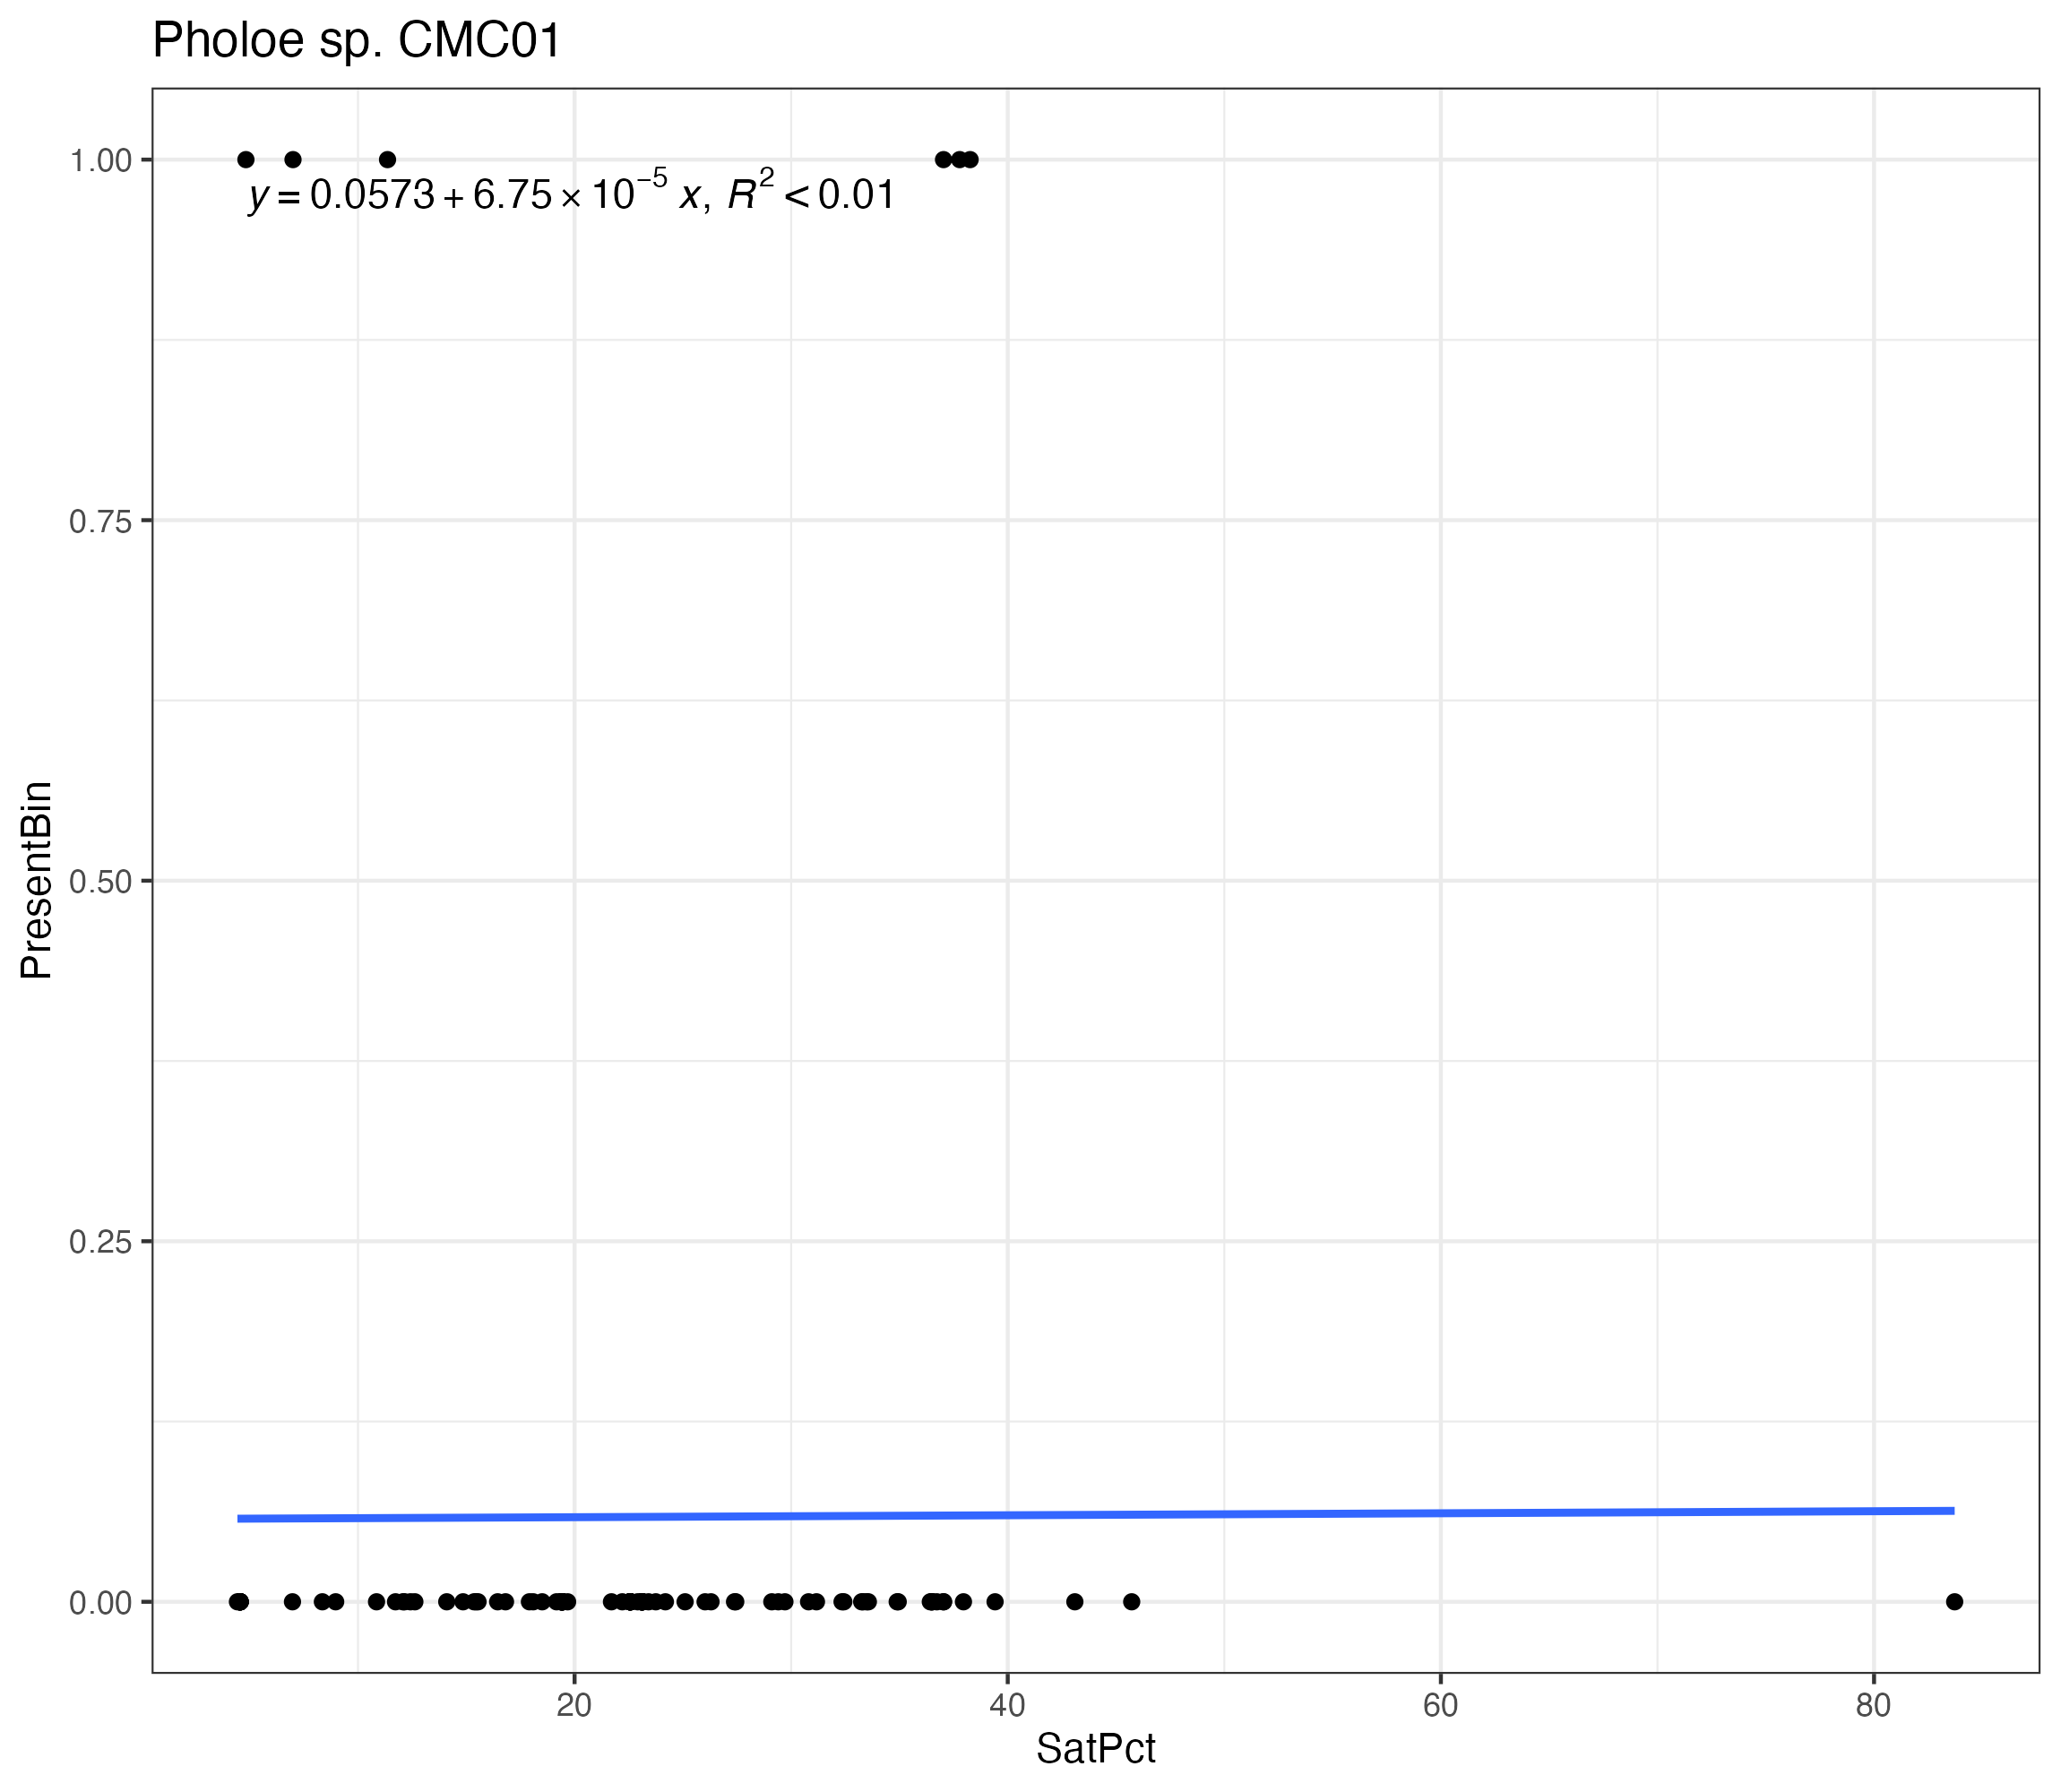 Pholoe sp. CMC01
1.00
y = 0.0573 + 6.75 × 10⁻⁵ x, R² < 0.01
0.75
PresentBin
0.50
0.25
0.00
20 40 60 80
SatPct